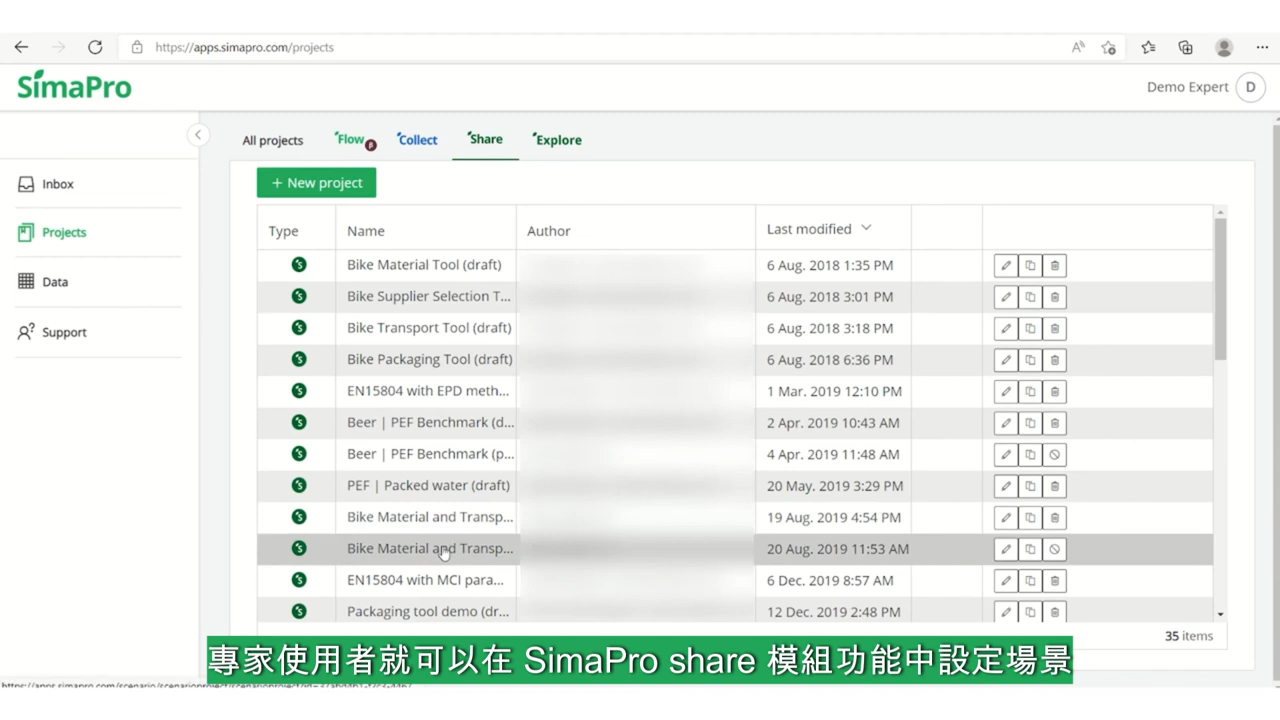 https://apps.simapro.com/projects
SimaPro
Demo Expert D
All projects Flow β Collect Share Explore
+ New project
Inbox
Projects
Data
Support
Type Name Author Last modified
Bike Material Tool (draft) 6 Aug. 2018 1:35 PM
Bike Supplier Selection T... 6 Aug. 2018 3:01 PM
Bike Transport Tool (draft) 6 Aug. 2018 3:18 PM
Bike Packaging Tool (draft) 6 Aug. 2018 6:36 PM
EN15804 with EPD meth... 1 Mar. 2019 12:10 PM
Beer | PEF Benchmark (d... 2 Apr. 2019 10:43 AM
Beer | PEF Benchmark (p... 4 Apr. 2019 11:48 AM
PEF | Packed water (draft) 20 May. 2019 3:29 PM
Bike Material and Transp... 19 Aug. 2019 4:54 PM
Bike Material and Transp... 20 Aug. 2019 11:53 AM
EN15804 with MCI para... 6 Dec. 2019 8:57 AM
Packaging tool demo (dr... 12 Dec. 2019 2:48 PM
35 items
專家使用者就可以在 SimaPro share 模組功能中設定場景